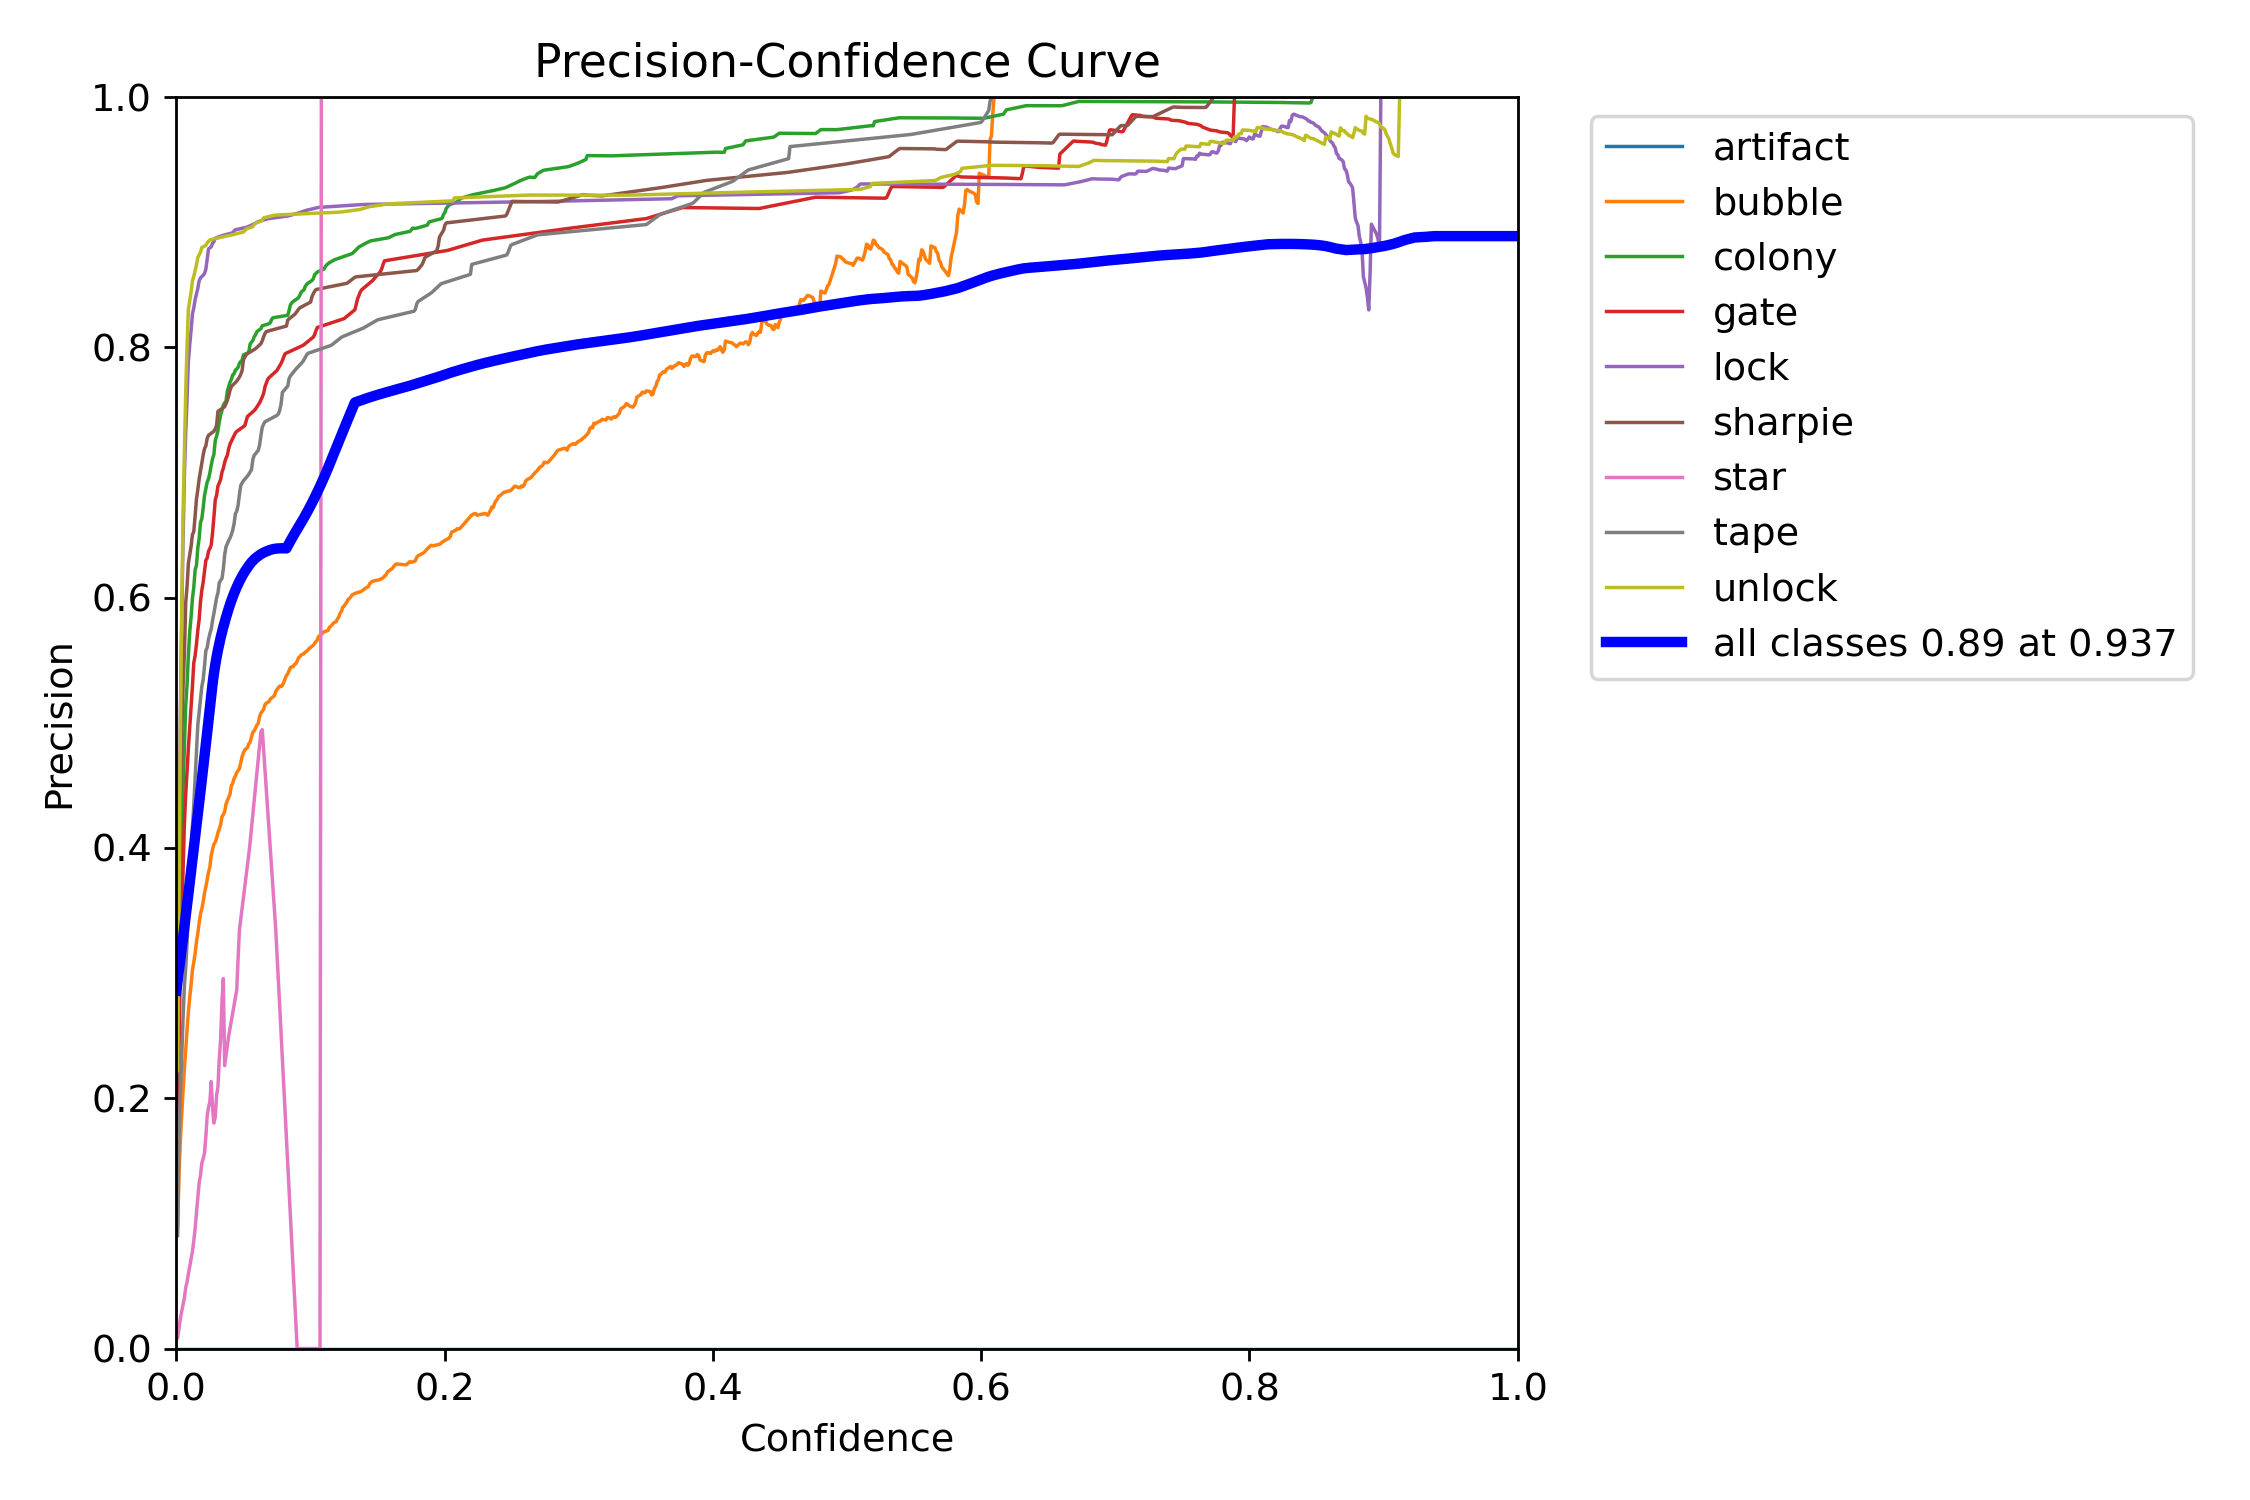 Precision-Confidence Curve
1.0
0.8
0.6
0.4
0.2
0.0
Precision
0.0 0.2 0.4 0.6 0.8 1.0
Confidence
artifact
bubble
colony
gate
lock
sharpie
star
tape
unlock
all classes 0.89 at 0.937